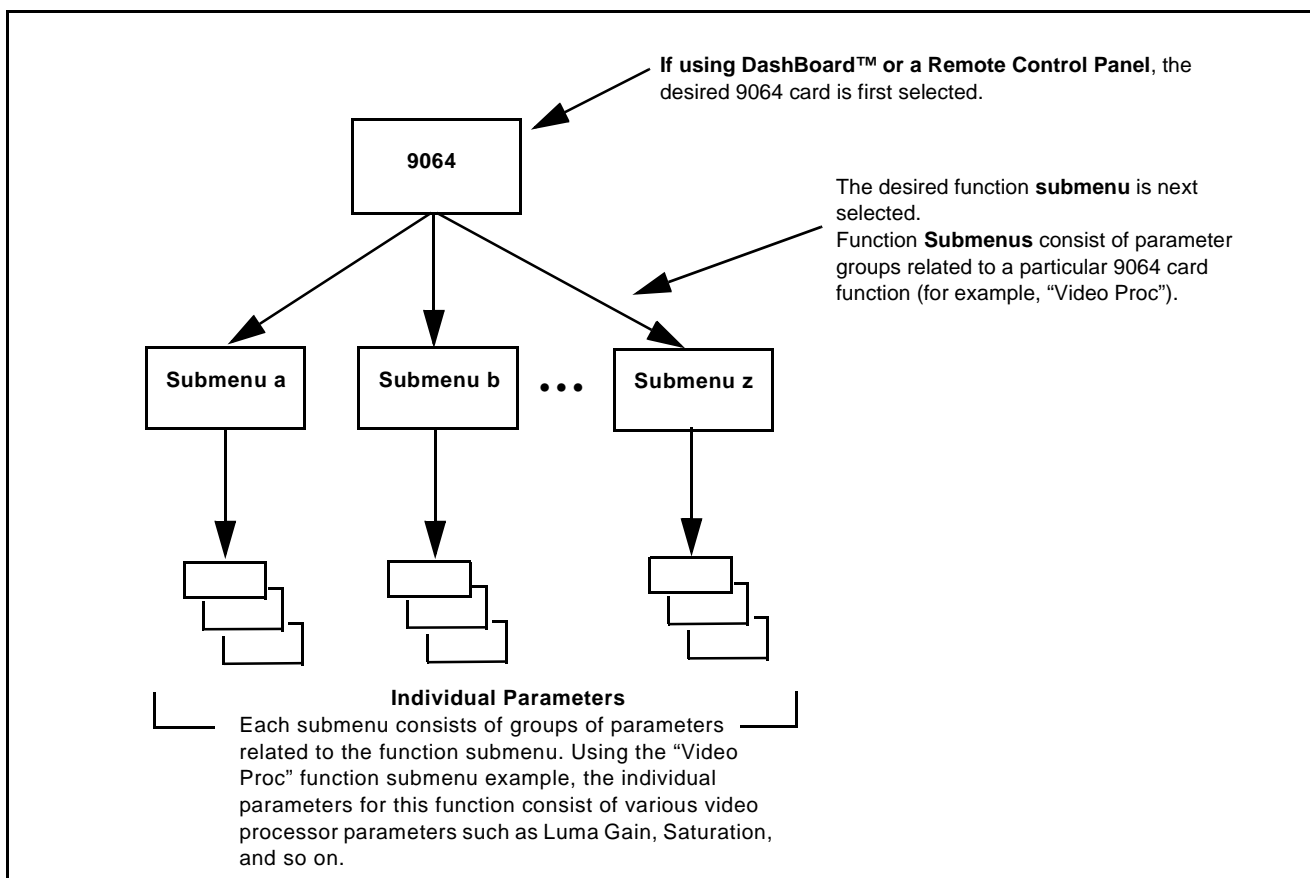 If using DashBoard™ or a Remote Control Panel, the
desired 9064 card is first selected.
9064
The desired function submenu is next
selected.
Function Submenus consist of parameter
groups related to a particular 9064 card
function (for example, “Video Proc”).
Submenu a
Submenu b
Submenu z
Individual Parameters
Each submenu consists of groups of parameters
related to the function submenu. Using the “Video
Proc” function submenu example, the individual
parameters for this function consist of various video
processor parameters such as Luma Gain, Saturation,
and so on.